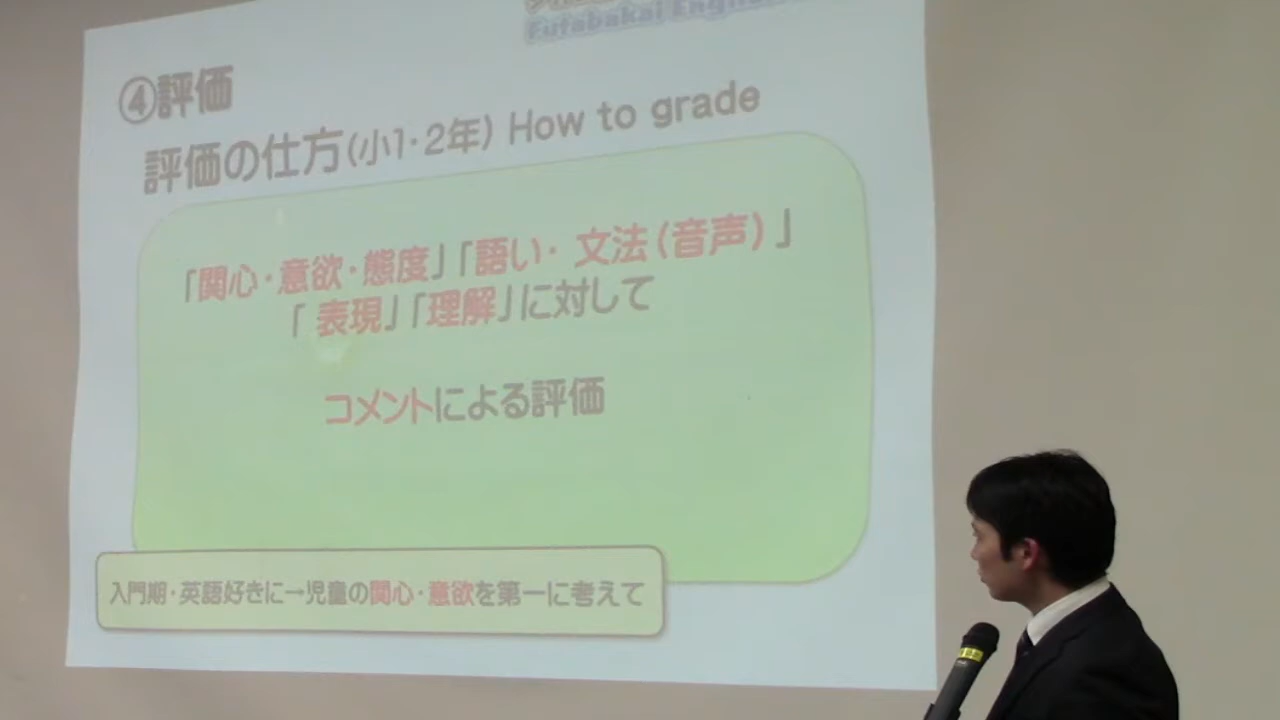 Futabakai English
④評価
評価の仕方(小1・2年) How to grade
「関心・意欲・態度」「語い・ 文法(音声)」
「 表現」「理解」に対して
コメントによる評価
入門期・英語好きに→児童の関心・意欲を第一に考えて